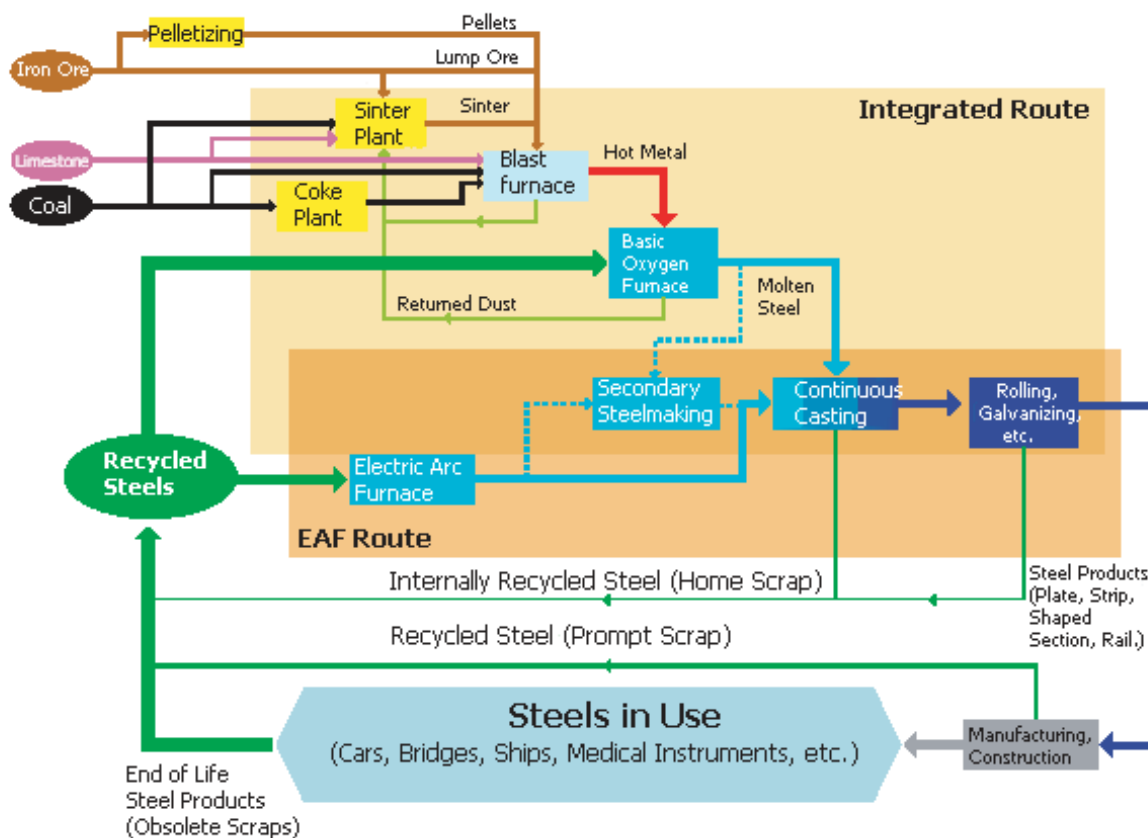 Pellets
Pelletizing
Lump Ore
Iron Ore
Sinter
Plant
Sinter
Integrated Route
Limestone
Blast
furnace
Hot Metal
Coal
Coke
Plant
Basic
Oxygen
Furnace
Molten
Steel
Returned Dust
Secondary
Steelmaking
Continuous
Casting
Rolling,
Galvanizing,
etc.
Recycled
Steels
Electric Arc
Furnace
EAF Route
Internally Recycled Steel (Home Scrap)
Steel Products
(Plate, Strip,
Shaped
Section, Rail.)
Recycled Steel (Prompt Scrap)
Steels in Use
(Cars, Bridges, Ships, Medical Instruments, etc.)
Manufacturing,
Construction
End of Life
Steel Products
(Obsolete Scraps)